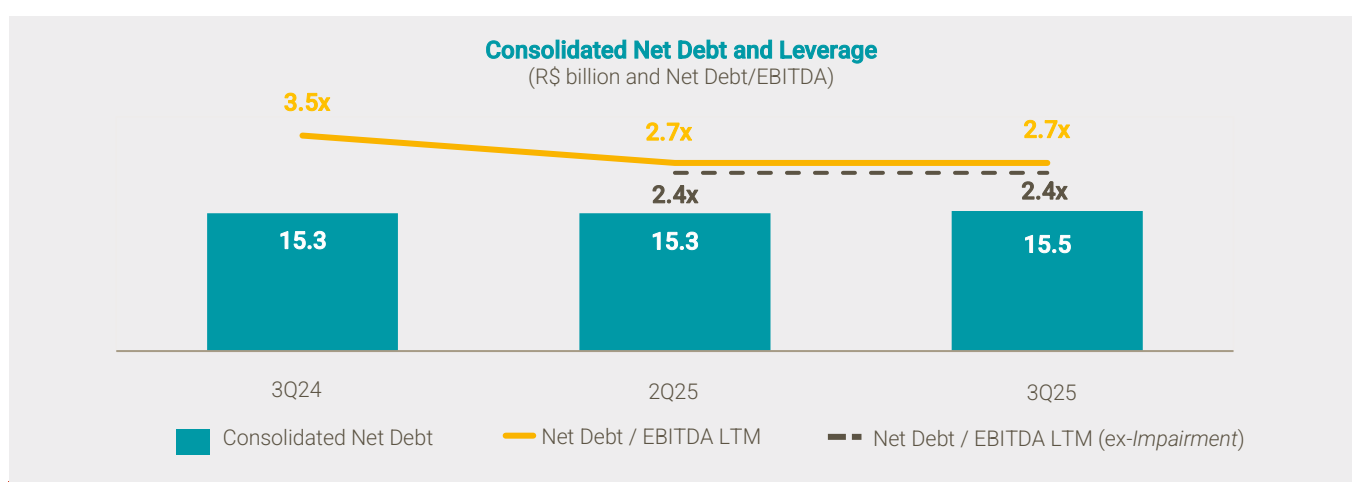 Consolidated Net Debt and Leverage
(R$ billion and Net Debt/EBITDA)
3.5x
2.7x
2.7x
2.4x
2.4x
15.3
15.3
15.5
3Q24
2Q25
3Q25
Consolidated Net Debt
Net Debt / EBITDA LTM
Net Debt / EBITDA LTM (ex-Impairment)